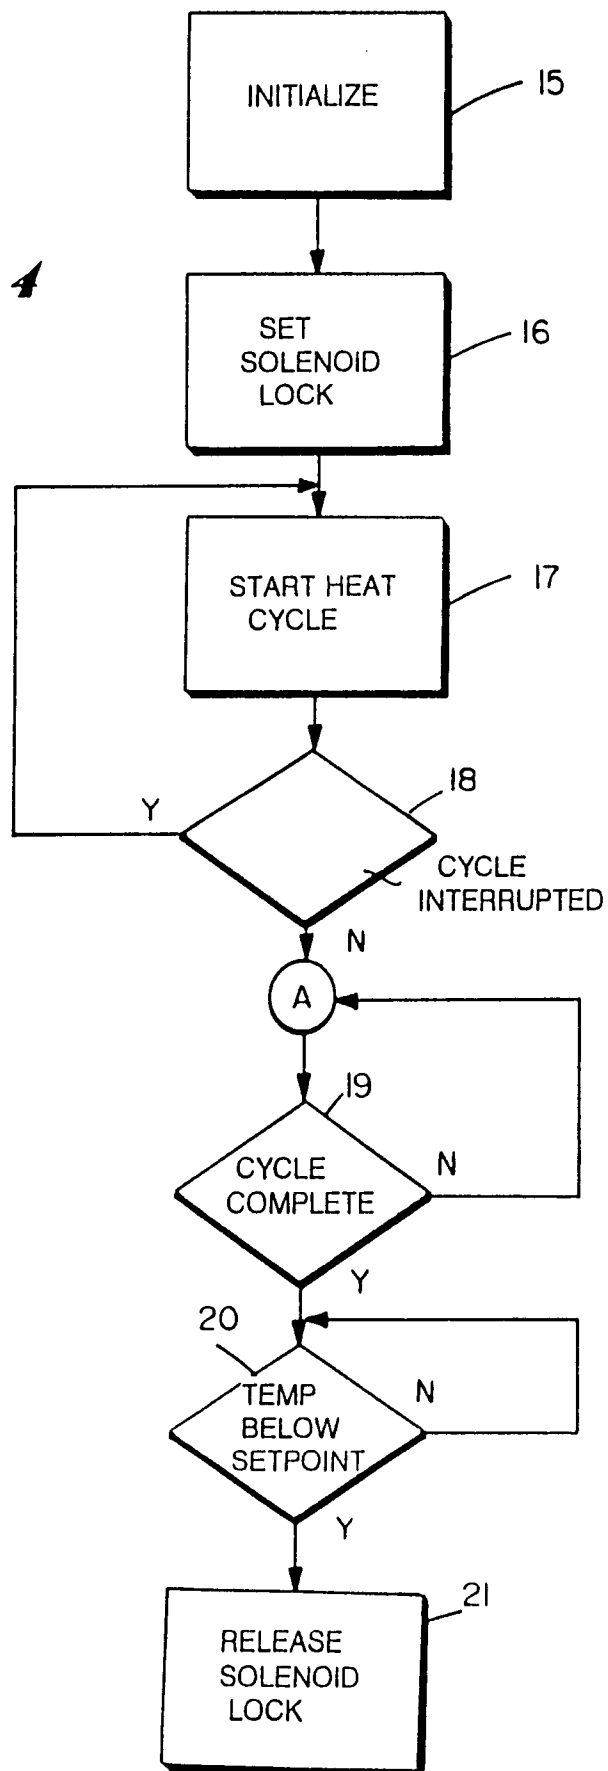 INITIALIZE
15
4
SET
SOLENOID
LOCK
16
START HEAT
CYCLE
17
18
Y
CYCLE
INTERRUPTED
N
A
19
CYCLE
COMPLETE
N
Y
20
TEMP
BELOW
SETPOINT
N
Y
21
RELEASE
SOLENOID
LOCK